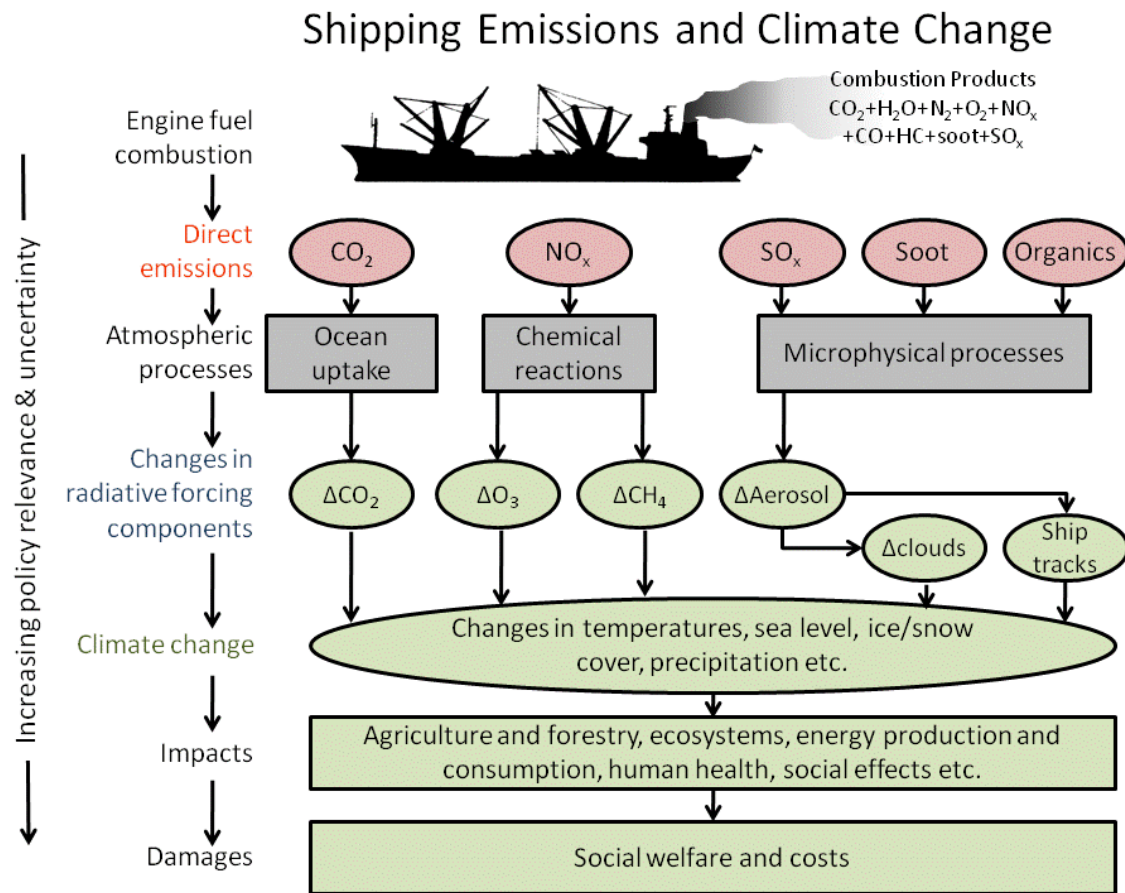 Shipping Emissions and Climate Change
Combustion Products
CO₂+H₂O+N₂+O₂+NOₓ
+CO+HC+soot+SOₓ
Engine fuel
combustion
Increasing policy relevance & uncertainty
Direct
emissions
CO₂
NOₓ
SOₓ
Soot
Organics
Atmospheric
processes
Ocean
uptake
Chemical
reactions
Microphysical processes
Changes in
radiative forcing
components
ΔCO₂
ΔO₃
ΔCH₄
ΔAerosol
Δclouds
Ship
tracks
Climate change
Changes in temperatures, sea level, ice/snow
cover, precipitation etc.
Impacts
Agriculture and forestry, ecosystems, energy production and
consumption, human health, social effects etc.
Damages
Social welfare and costs